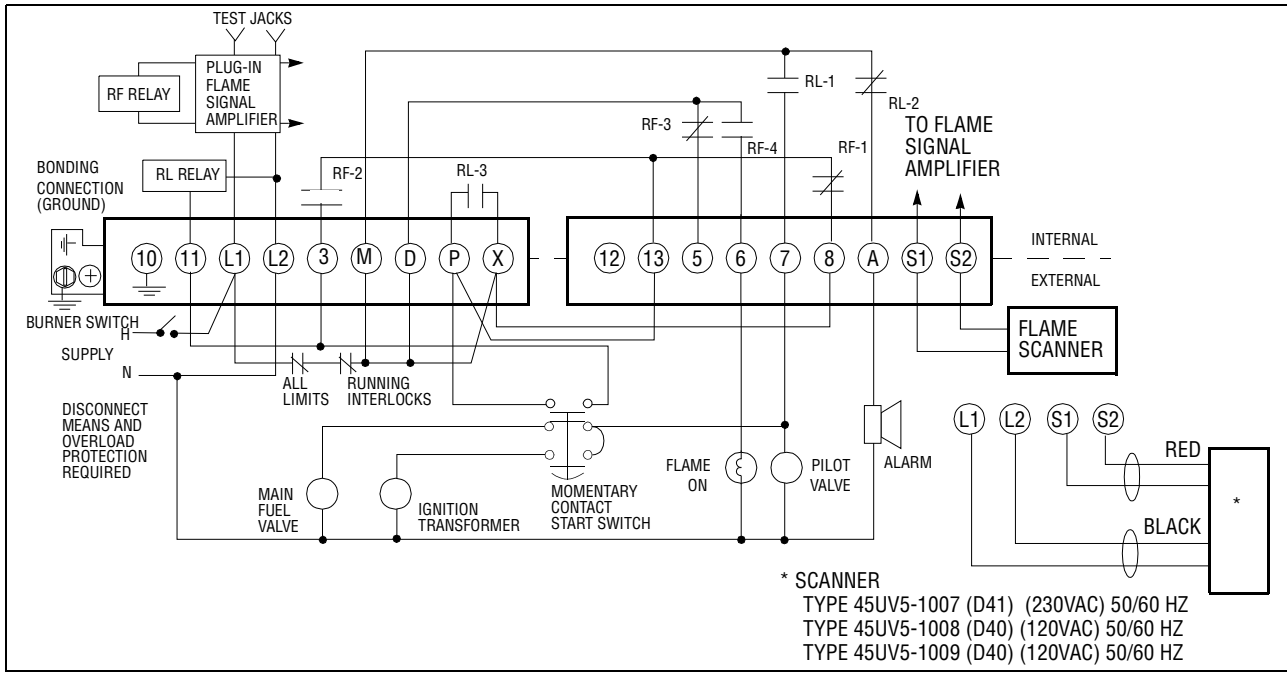 TEST JACKS
PLUG-IN
FLAME
SIGNAL
AMPLIFIER
RF RELAY
RL-1
RL-2
RF-3
RF-4
RF-1
TO FLAME
SIGNAL
AMPLIFIER
BONDING
CONNECTION
(GROUND)
RL RELAY
RF-2
RL-3
10 11 L1 L2 3 M D P X
12 13 5 6 7 8 A S1 S2
INTERNAL
EXTERNAL
BURNER SWITCH
H
SUPPLY
N
FLAME
SCANNER
ALL
LIMITS
RUNNING
INTERLOCKS
DISCONNECT
MEANS AND
OVERLOAD
PROTECTION
REQUIRED
MAIN
FUEL
VALVE
IGNITION
TRANSFORMER
MOMENTARY
CONTACT
START SWITCH
FLAME
ON
PILOT
VALVE
ALARM
L1 L2 S1 S2
RED
BLACK
*
* SCANNER
TYPE 45UV5-1007 (D41) (230VAC) 50/60 HZ
TYPE 45UV5-1008 (D40) (120VAC) 50/60 HZ
TYPE 45UV5-1009 (D40) (120VAC) 50/60 HZ